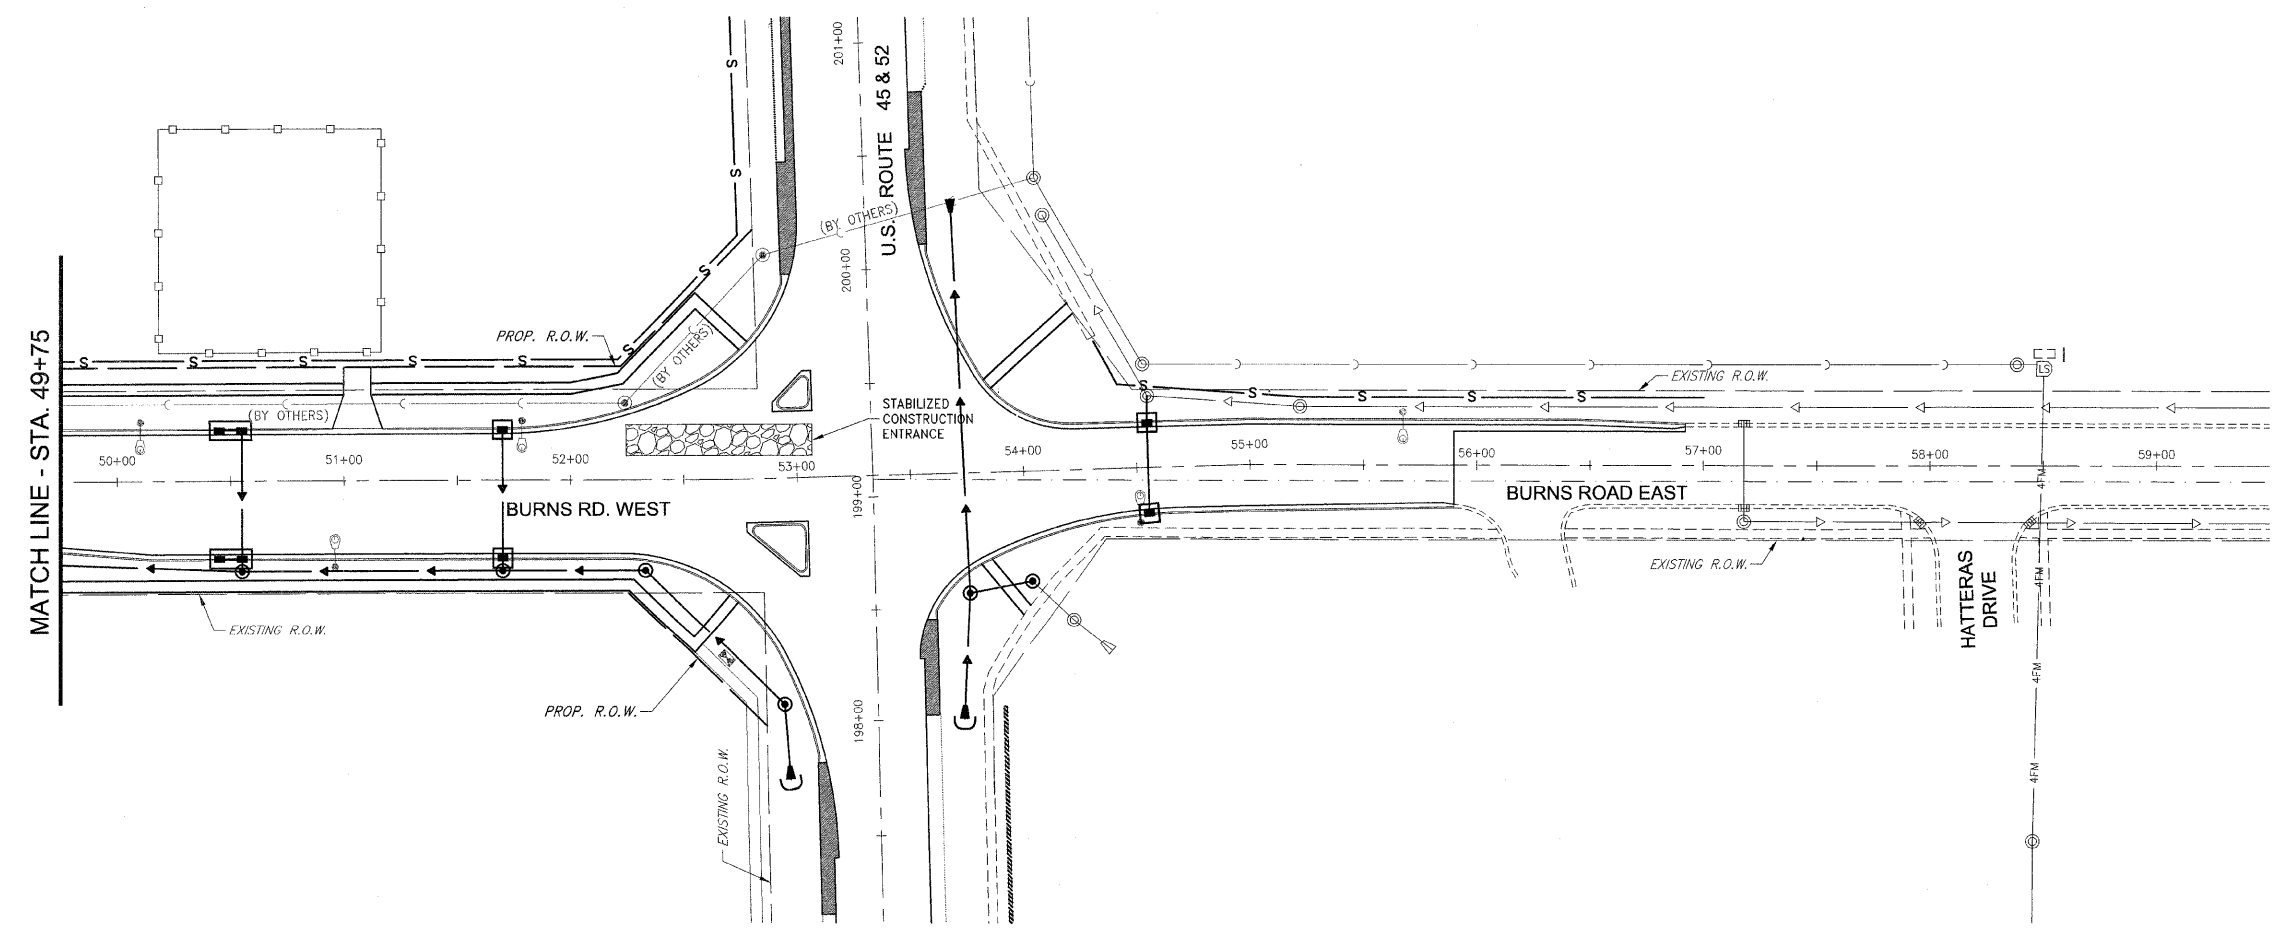 MATCH LINE - STA. 49+75
201+00
U.S. ROUTE 45 & 52
S
S
(BY OTHERS)
200+00
S
PROP. R.O.W.
S
S
S
S
S
S
(BY OTHERS)
(BY OTHERS)
S
S
S
S
S
EXISTING R.O.W.
LS
STABILIZED
CONSTRUCTION
ENTRANCE
50+00
51+00
52+00
53+00
54+00
55+00
56+00
57+00
58+00
59+00
199+00
4FM
BURNS RD. WEST
BURNS ROAD EAST
EXISTING R.O.W.
4FM
HATTERAS
DRIVE
EXISTING R.O.W.
PROP. R.O.W.
198+00
4FM
4FM
EXISTING R.O.W.